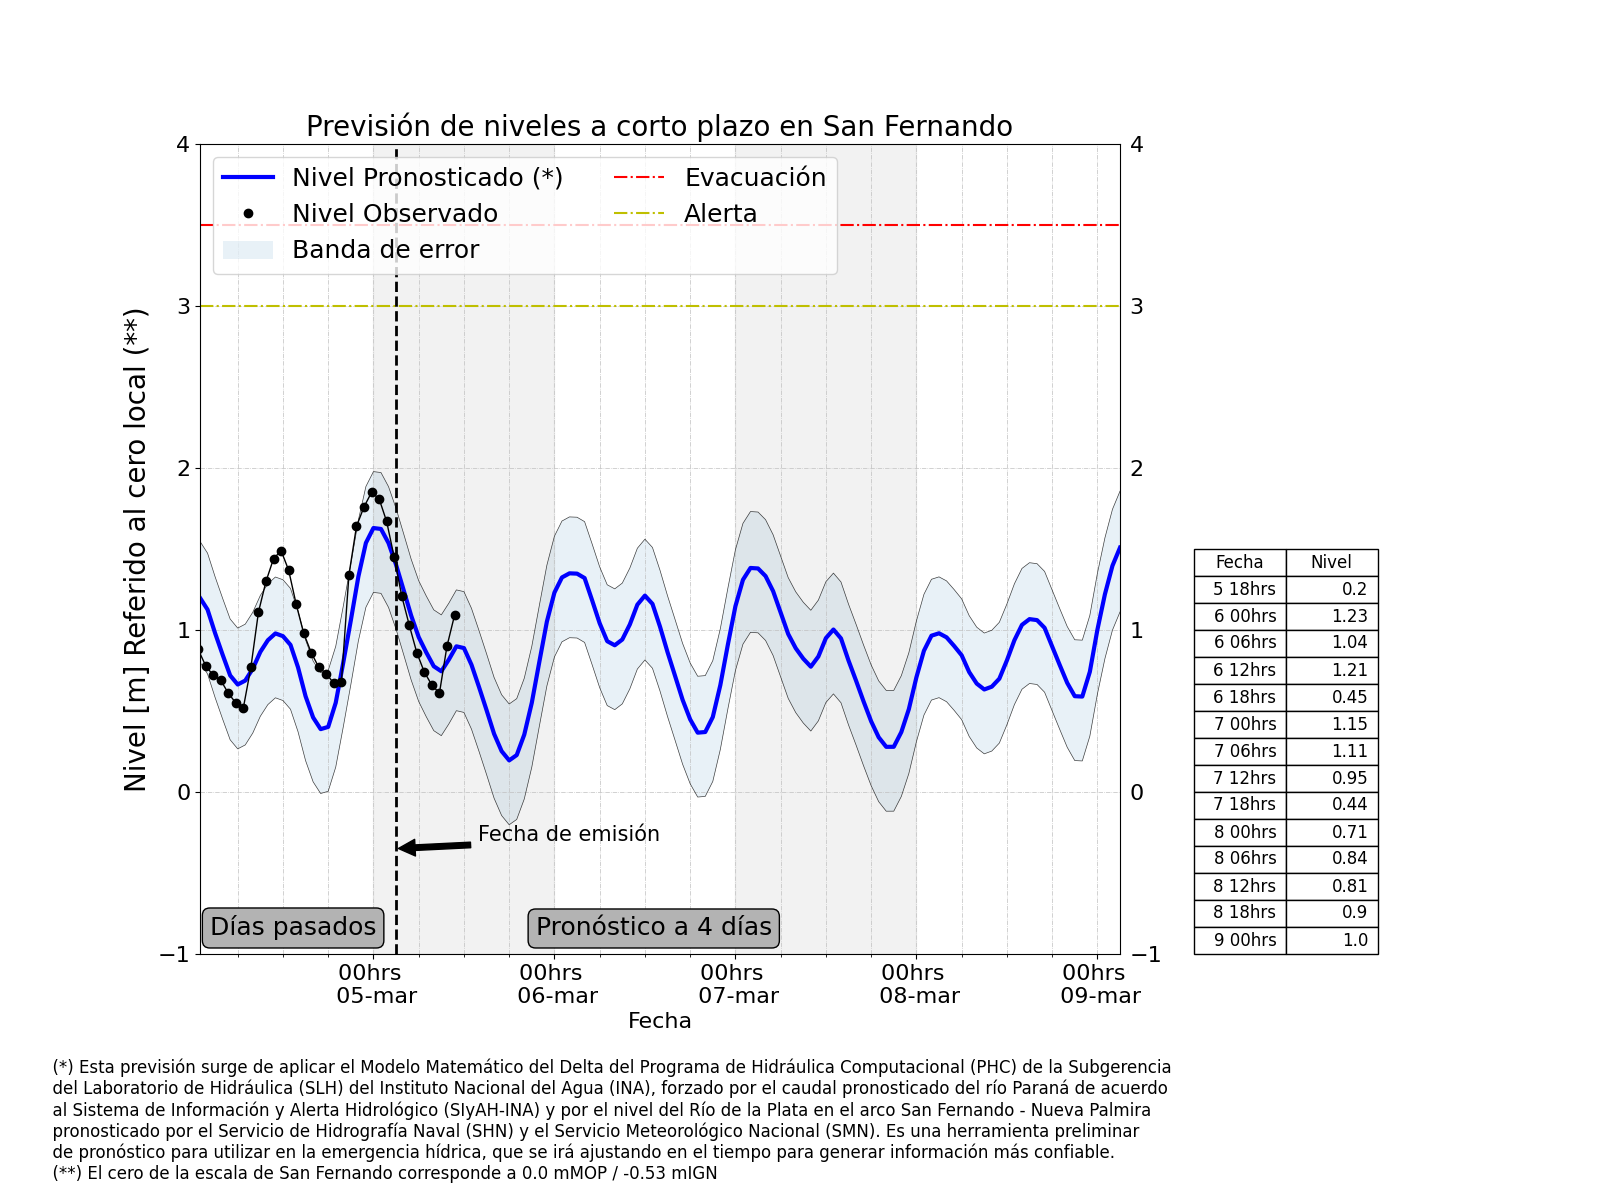 Previsión de niveles a corto plazo en San Fernando
Nivel Pronosticado (*)
Nivel Observado
Banda de error
Evacuación
Alerta
Nivel [m] Referido al cero local (**)
4
3
2
1
0
−1
4
3
2
1
0
−1
Fecha de emisión
Días pasados
Pronóstico a 4 días
00hrs
05-mar
00hrs
06-mar
00hrs
07-mar
00hrs
08-mar
00hrs
09-mar
Fecha
Fecha Nivel
5 18hrs 0.2
6 00hrs 1.23
6 06hrs 1.04
6 12hrs 1.21
6 18hrs 0.45
7 00hrs 1.15
7 06hrs 1.11
7 12hrs 0.95
7 18hrs 0.44
8 00hrs 0.71
8 06hrs 0.84
8 12hrs 0.81
8 18hrs 0.9
9 00hrs 1.0
(*) Esta previsión surge de aplicar el Modelo Matemático del Delta del Programa de Hidráulica Computacional (PHC) de la Subgerencia
del Laboratorio de Hidráulica (SLH) del Instituto Nacional del Agua (INA), forzado por el caudal pronosticado del río Paraná de acuerdo
al Sistema de Información y Alerta Hidrológico (SIyAH-INA) y por el nivel del Río de la Plata en el arco San Fernando - Nueva Palmira
pronosticado por el Servicio de Hidrografía Naval (SHN) y el Servicio Meteorológico Nacional (SMN). Es una herramienta preliminar
de pronóstico para utilizar en la emergencia hídrica, que se irá ajustando en el tiempo para generar información más confiable.
(**) El cero de la escala de San Fernando corresponde a 0.0 mMOP / -0.53 mIGN